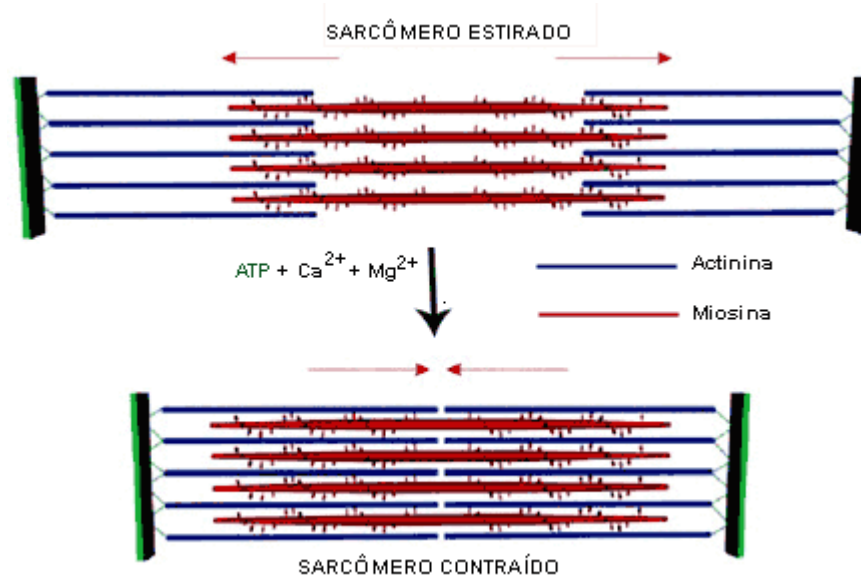 SARCÔMERO ESTIRADO
ATP + Ca2+ + Mg2+
Actinina
Miosina
SARCÔMERO CONTRAÍDO